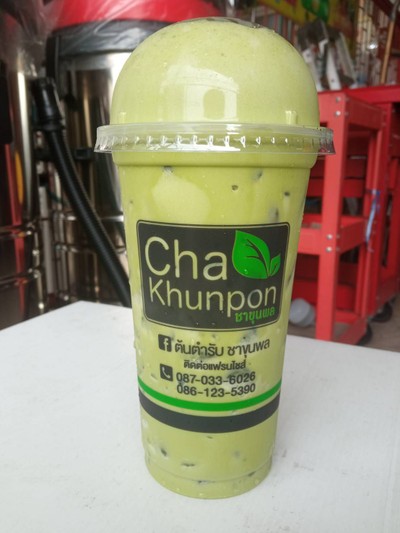 Cha
Khunpon
ชาขุนพล
ต้นตำรับ ชาขุนพล
ติดต่อแฟรนไชส์
087-033-6026
086-123-5390